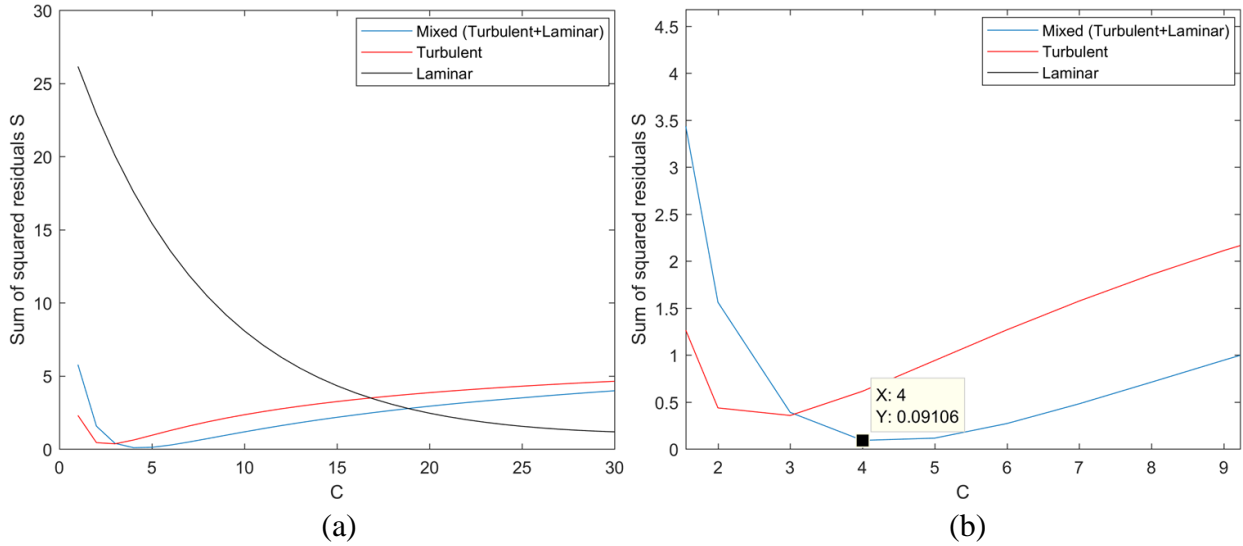 30
25
20
15
10
5
0
0 5 10 15 20 25 30
Sum of squared residuals S
C
Mixed (Turbulent+Laminar)
Turbulent
Laminar
(a)
4.5
4
3.5
3
2.5
2
1.5
1
0.5
0
2 3 4 5 6 7 8 9
Sum of squared residuals S
C
Mixed (Turbulent+Laminar)
Turbulent
Laminar
X: 4
Y: 0.09106
(b)